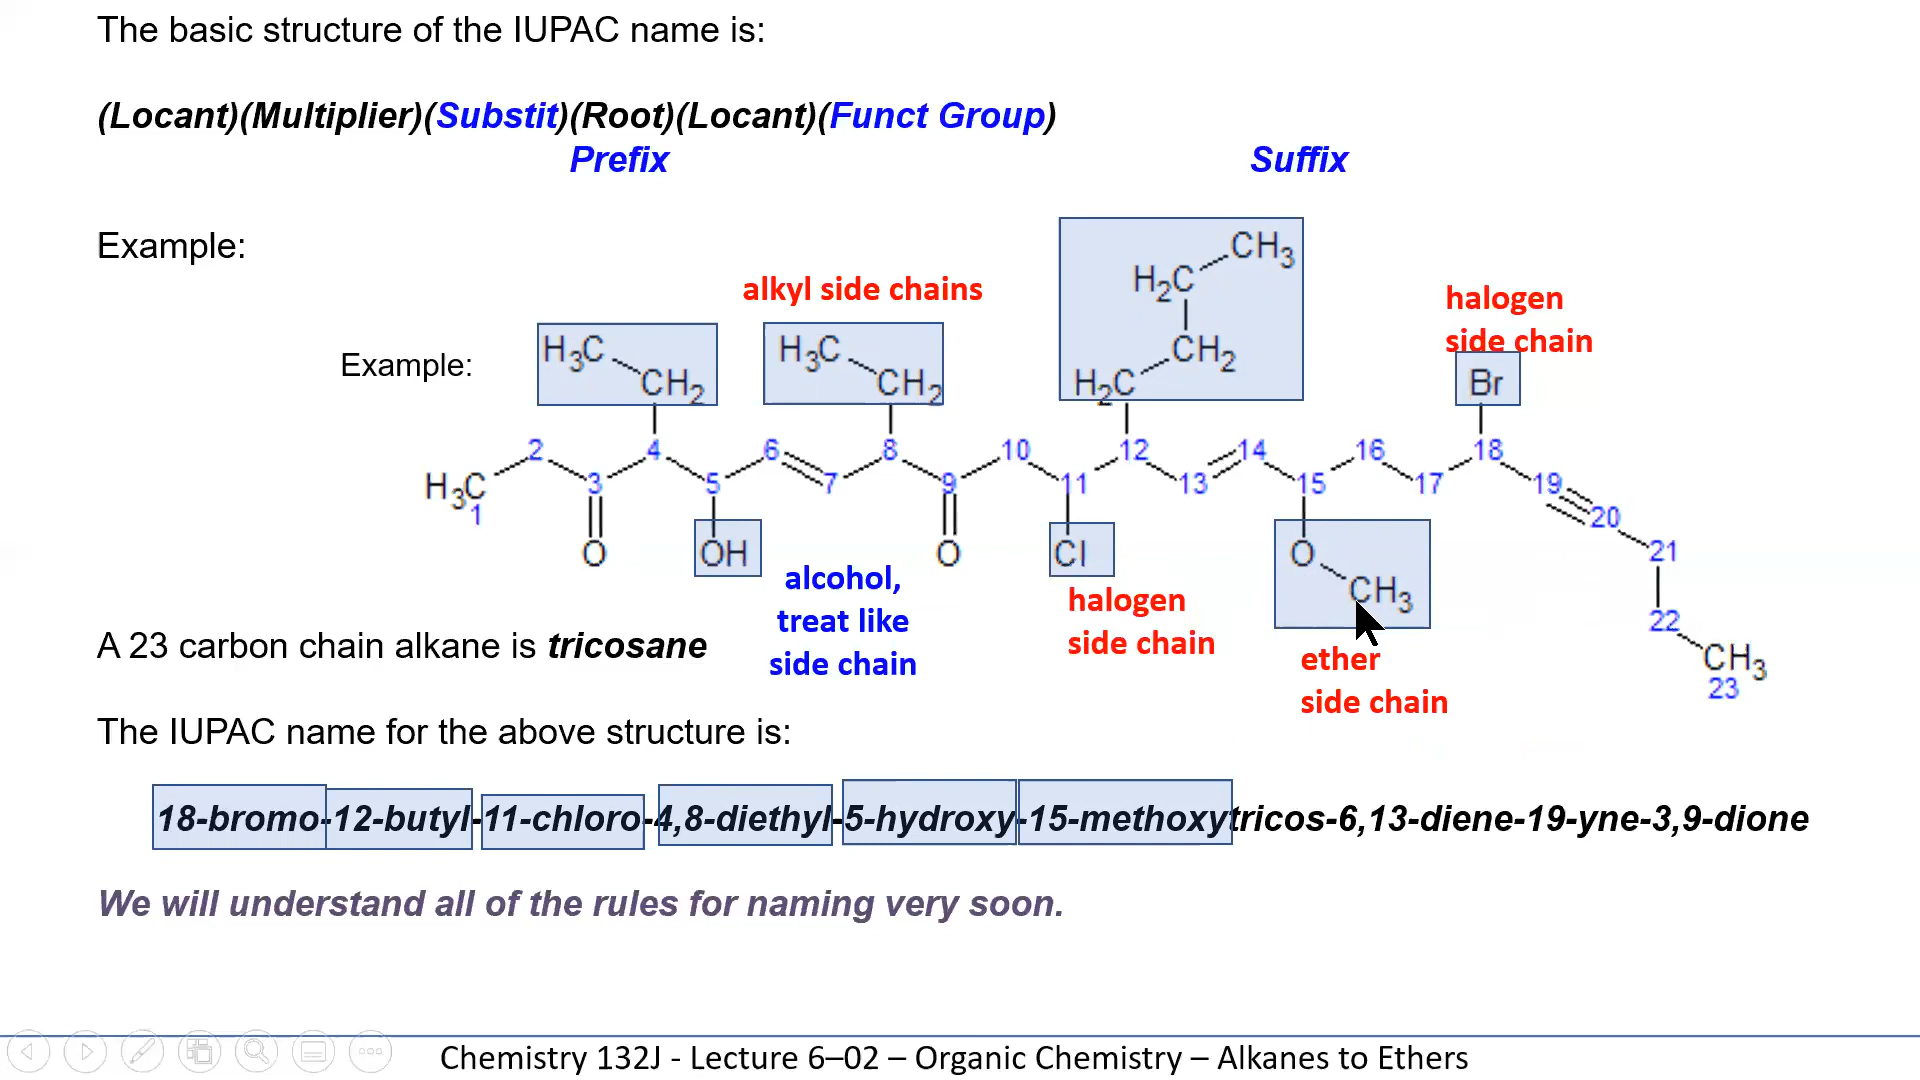 The basic structure of the IUPAC name is:
(Locant)(Multiplier)(Substit)(Root)(Locant)(Funct Group)
Prefix Suffix
Example:
alkyl side chains
halogen
side chain
Example:
H3C CH2
H3C CH2
H2C CH2 H2C CH3
Br
H3C 1 2 3 4 5 6 7 8 9 10 11 12 13 14 15 16 17 18 19 20 21 22 CH3 23
O OH O Cl O CH3
alcohol,
treat like
side chain
halogen
side chain
ether
side chain
A 23 carbon chain alkane is tricosane
The IUPAC name for the above structure is:
18-bromo-12-butyl-11-chloro-4,8-diethyl-5-hydroxy-15-methoxytricos-6,13-diene-19-yne-3,9-dione
We will understand all of the rules for naming very soon.
Chemistry 132J - Lecture 6–02 – Organic Chemistry – Alkanes to Ethers